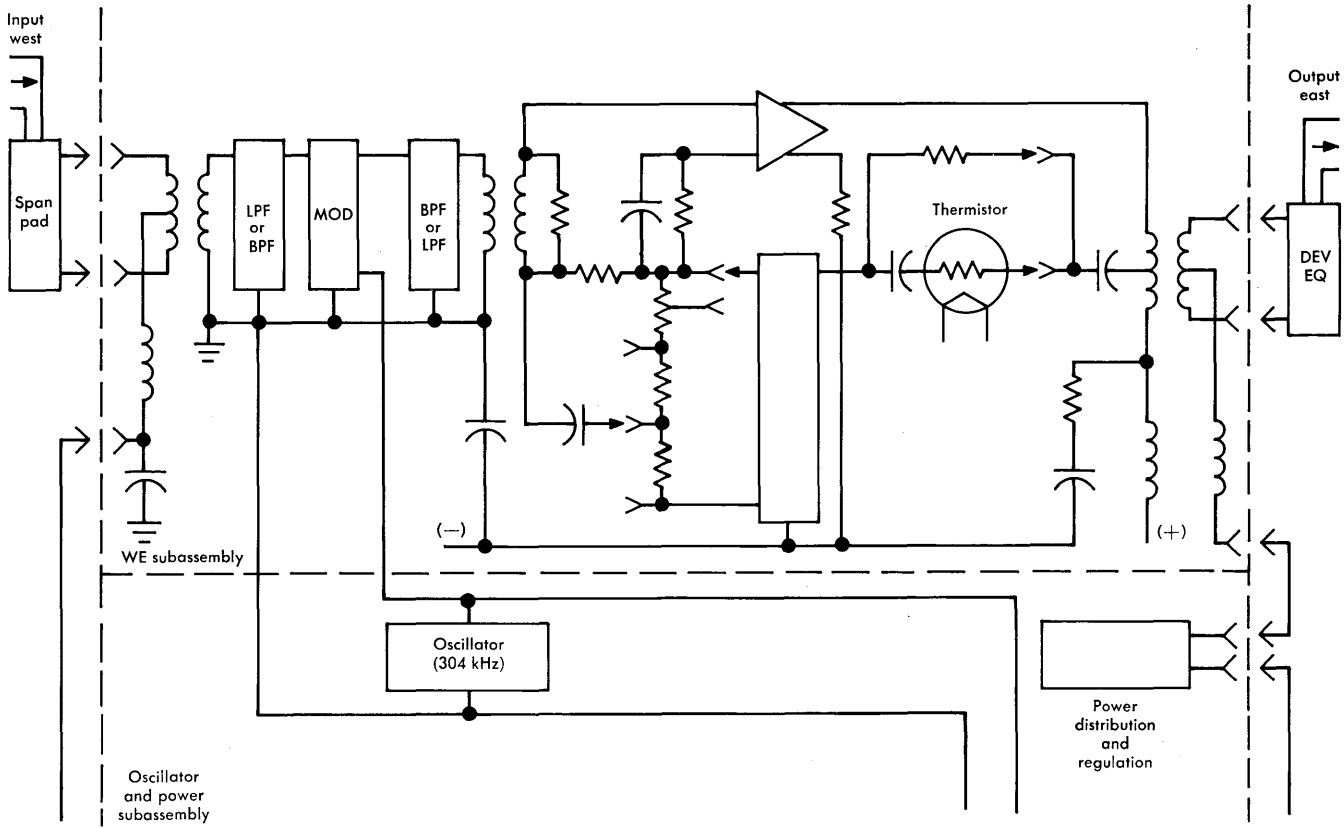 Input
west
Output
east
Span
pad
LPF
or
BPF
MOD
BPF
or
LPF
Thermistor
DEV
EQ
(—)
(+)
WE subassembly
Oscillator
(304 kHz)
Power
distribution
and
regulation
Oscillator
and power
subassembly